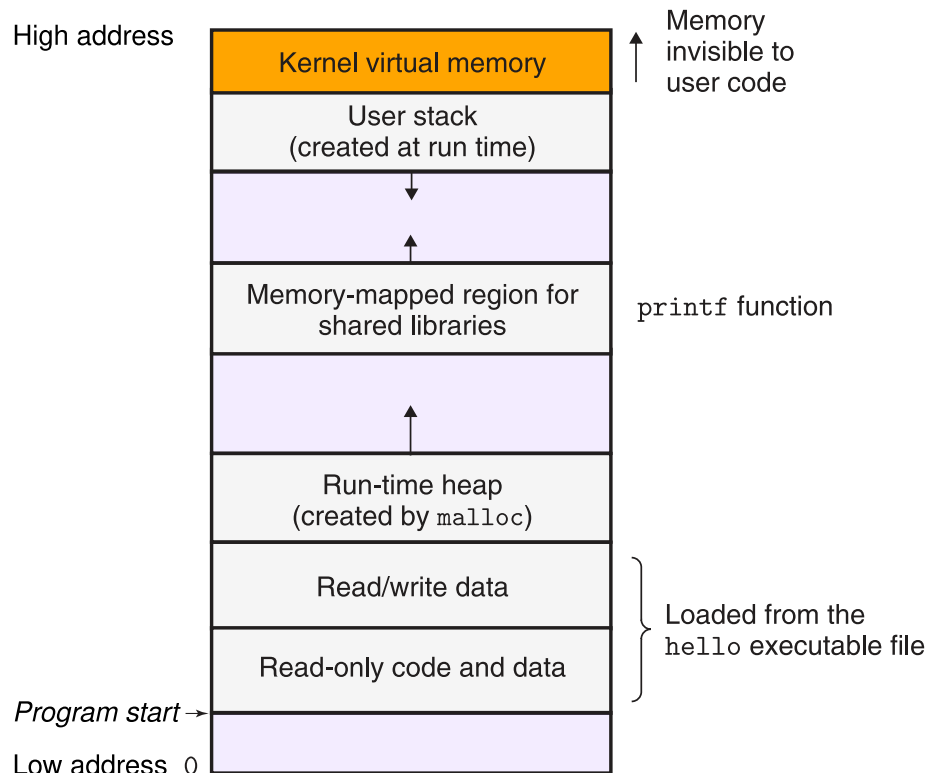 High address
Kernel virtual memory
Memory
invisible to
user code
User stack
(created at run time)
Memory-mapped region for
shared libraries
printf function
Run-time heap
(created by malloc)
Read/write data
Loaded from the
hello executable file
Read-only code and data
Program start
Low address 0